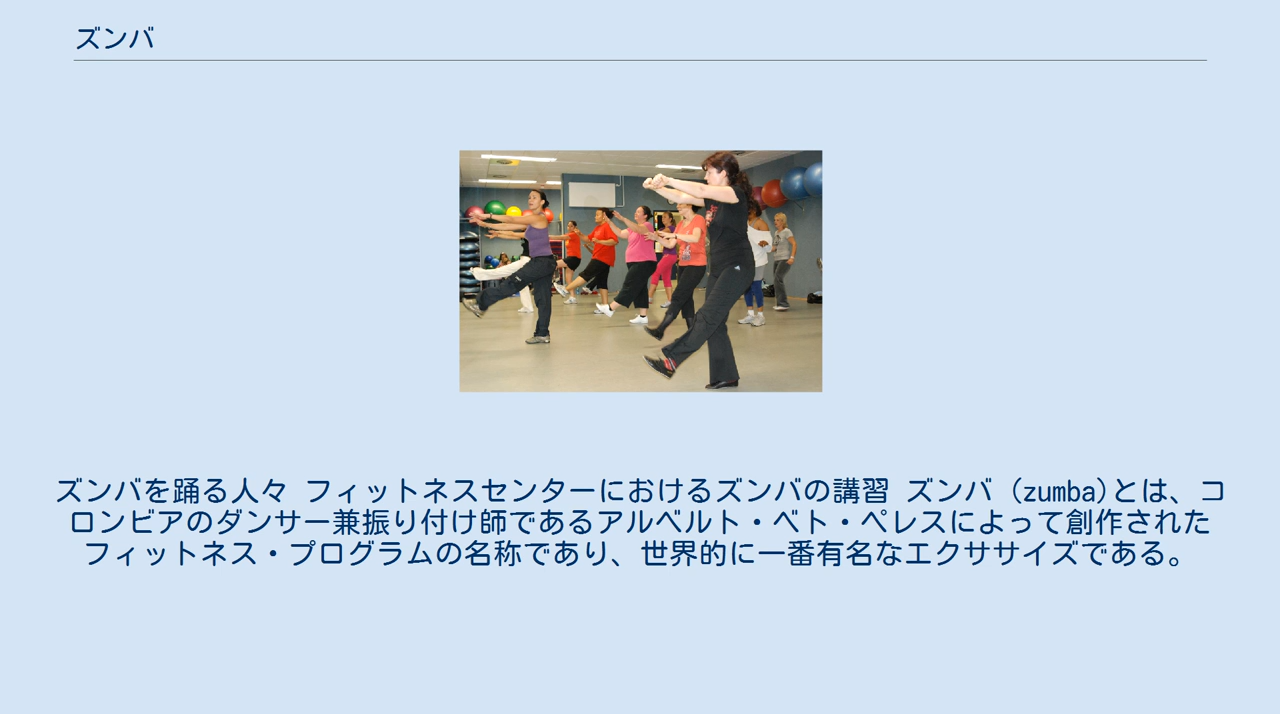 ズンバ
ズンバを踊る人々 フィットネスセンターにおけるズンバの講習 ズンバ (zumba)とは、コ
ロンビアのダンサー兼振り付け師であるアルベルト・ベト・ペレスによって創作された
フィットネス・プログラムの名称であり、世界的に一番有名なエクササイズである。